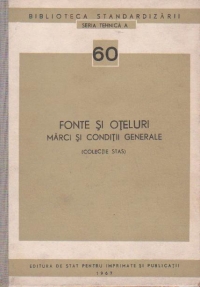 BIBLIOTECA STANDARDIZĂRII
SERIA TEHNICĂ A
60
FONTE ȘI OȚELURI
MĂRCI ȘI CONDIȚII GENERALE
(COLECȚIE STAS)
EDITURA DE STAT PENTRU IMPRIMATE ȘI PUBLICAȚII
1957